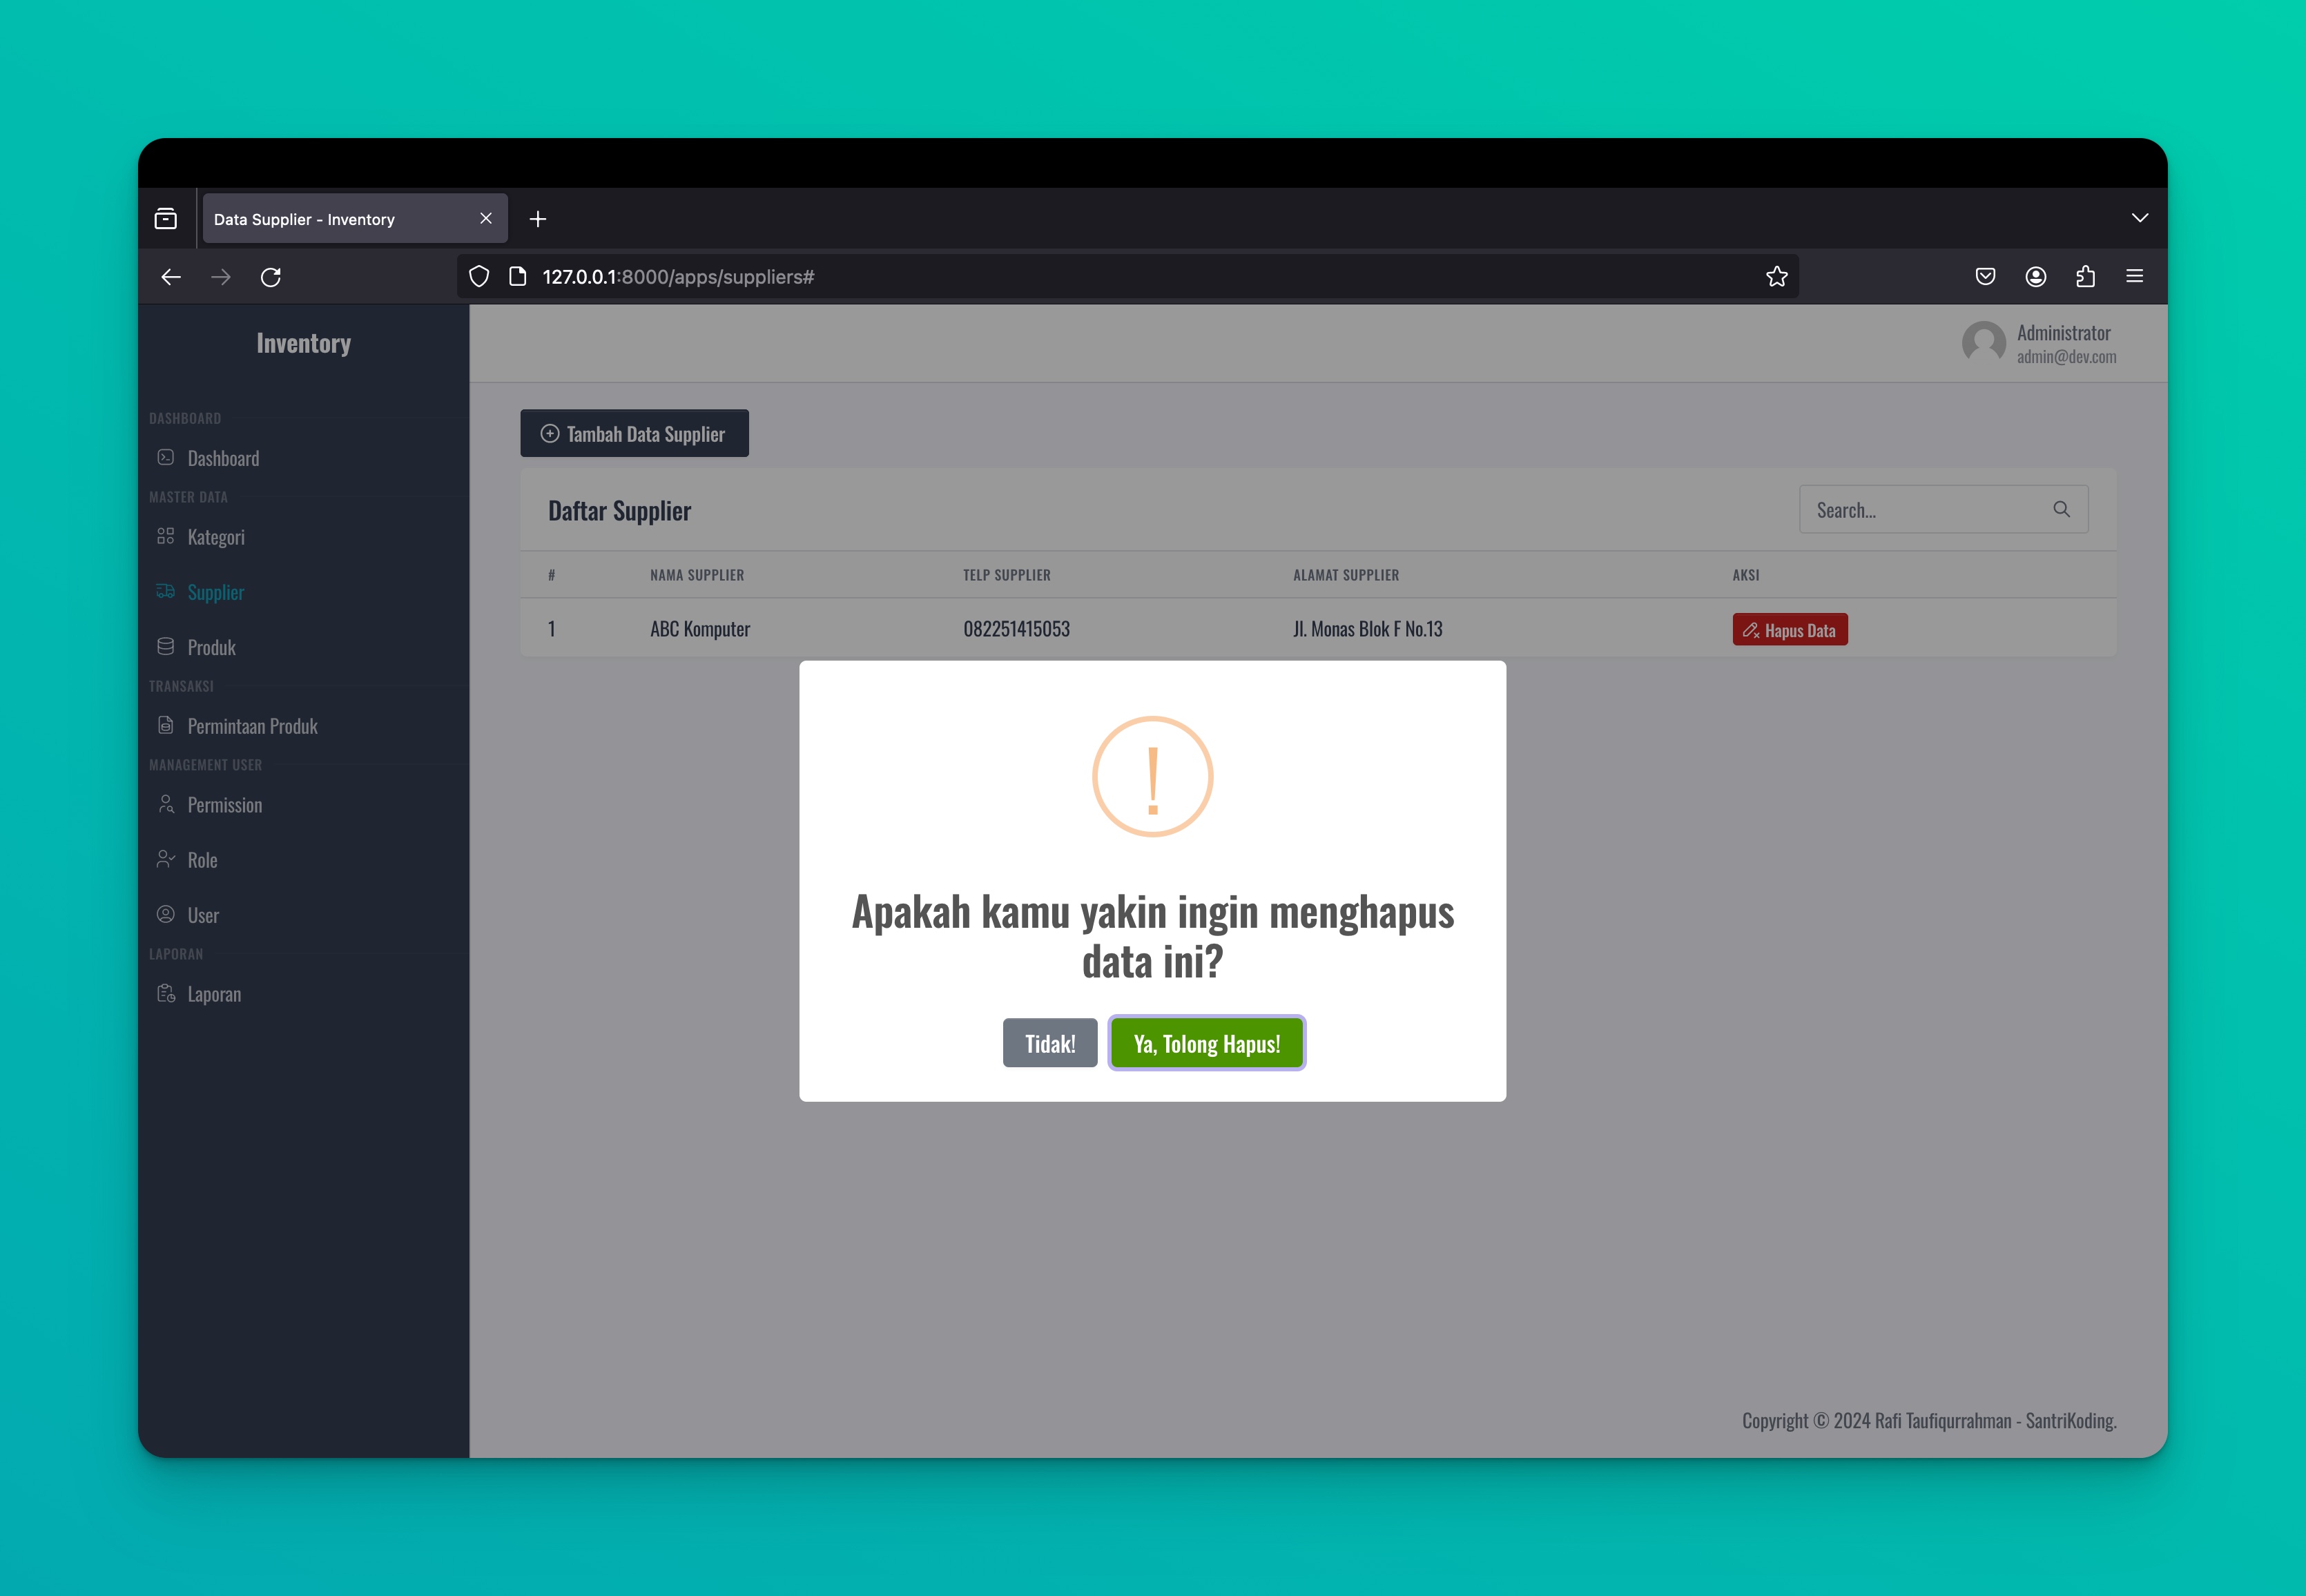 Data Supplier - Inventory
127.0.0.1:8000/apps/suppliers#
Inventory
Administrator
admin@dev.com
DASHBOARD
Dashboard
MASTER DATA
Kategori
Supplier
Produk
TRANSAKSI
Permintaan Produk
MANAGEMENT USER
Permission
Role
User
LAPORAN
Laporan
Tambah Data Supplier
Daftar Supplier
Search...
# NAMA SUPPLIER TELP SUPPLIER ALAMAT SUPPLIER AKSI
1 ABC Komputer 082251415053 Jl. Monas Blok F No.13 Hapus Data
!
Apakah kamu yakin ingin menghapus
data ini?
Tidak! Ya, Tolong Hapus!
Copyright © 2024 Rafi Taufiqurrahman - SantriKoding.